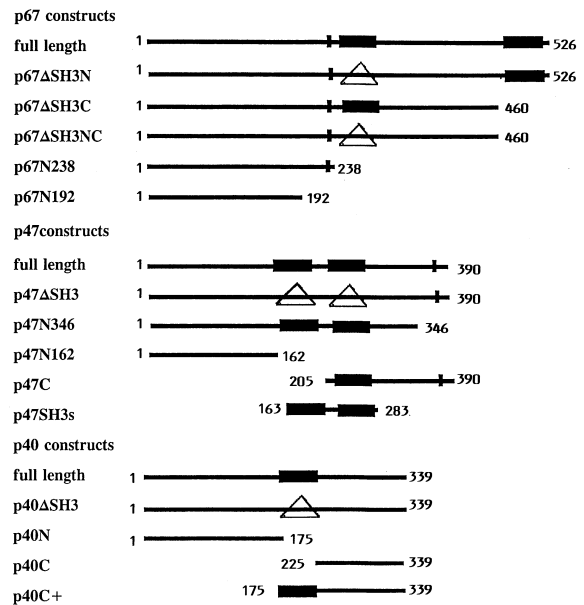 p67 constructs
full length 1 526
p67ΔSH3N 1 526
p67ΔSH3C 1 460
p67ΔSH3NC 1 460
p67N238 1 238
p67N192 1 192
p47constructs
full length 1 390
p47ΔSH3 1 390
p47N346 1 346
p47N162 1 162
p47C 205 390
p47SH3s 163 283
p40 constructs
full length 1 339
p40ΔSH3 1 339
p40N 1 175
p40C 225 339
p40C+ 175 339